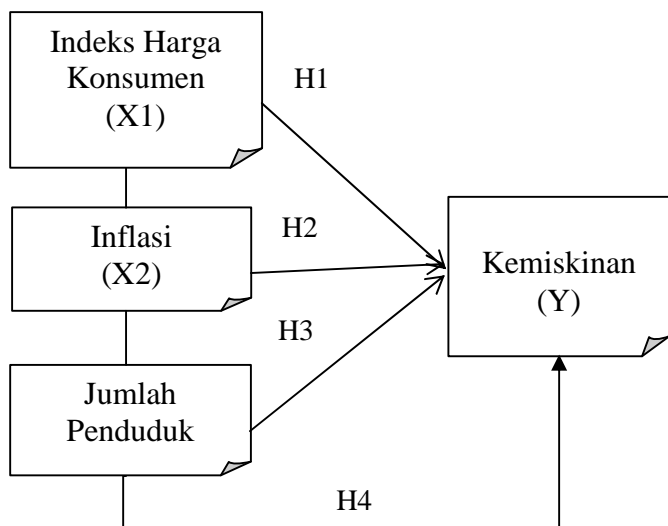 Indeks Harga
Konsumen
(X1)
H1
Inflasi
(X2)
H2
Kemiskinan
(Y)
H3
Jumlah
Penduduk
H4